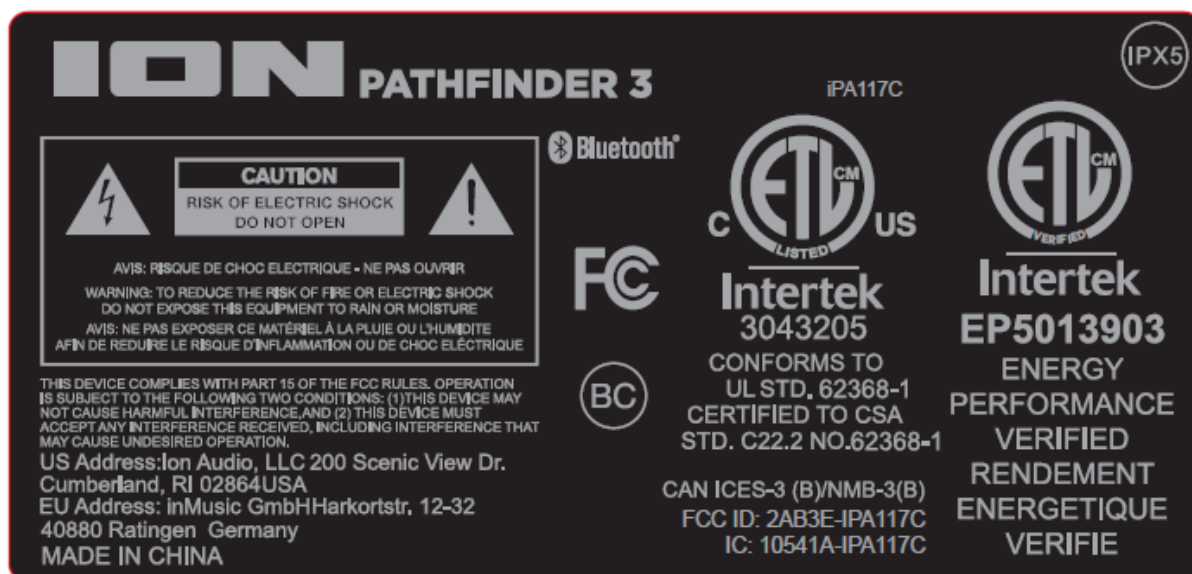 ION PATHFINDER 3
iPA117C
IPX5
CAUTION
RISK OF ELECTRIC SHOCK
DO NOT OPEN
AVIS: RISQUE DE CHOC ELECTRIQUE - NE PAS OUVRIR
WARNING: TO REDUCE THE RISK OF FIRE OR ELECTRIC SHOCK
DO NOT EXPOSE THIS EQUIPMENT TO RAIN OR MOISTURE
AVIS: NE PAS EXPOSER CE MATÉRIEL À LA PLUIE OU L'HUMIDITE
AFIN DE REDUIRE LE RISQUE D'INFLAMMATION OU DE CHOC ELÉCTRIQUE
THIS DEVICE COMPLIES WITH PART 15 OF THE FCC RULES. OPERATION
IS SUBJECT TO THE FOLLOWING TWO CONDITIONS: (1)THIS DEVICE MAY
NOT CAUSE HARMFUL INTERFERENCE,AND (2) THIS DEVICE MUST
ACCEPT ANY INTERFERENCE RECEIVED, INCLUDING INTERFERENCE THAT
MAY CAUSE UNDESIRED OPERATION.
US Address:Ion Audio, LLC 200 Scenic View Dr.
Cumberland, RI 02864USA
EU Address: inMusic GmbHHarkortstr. 12-32
40880 Ratingen Germany
MADE IN CHINA
Bluetooth®
FC
BC
C ETL CM US
LISTED
Intertek
3043205
CONFORMS TO
UL STD. 62368-1
CERTIFIED TO CSA
STD. C22.2 NO.62368-1
CAN ICES-3 (B)/NMB-3(B)
FCC ID: 2AB3E-IPA117C
IC: 10541A-IPA117C
ETL CM
VERIFIED
Intertek
EP5013903
ENERGY
PERFORMANCE
VERIFIED
RENDEMENT
ENERGETIQUE
VERIFIE